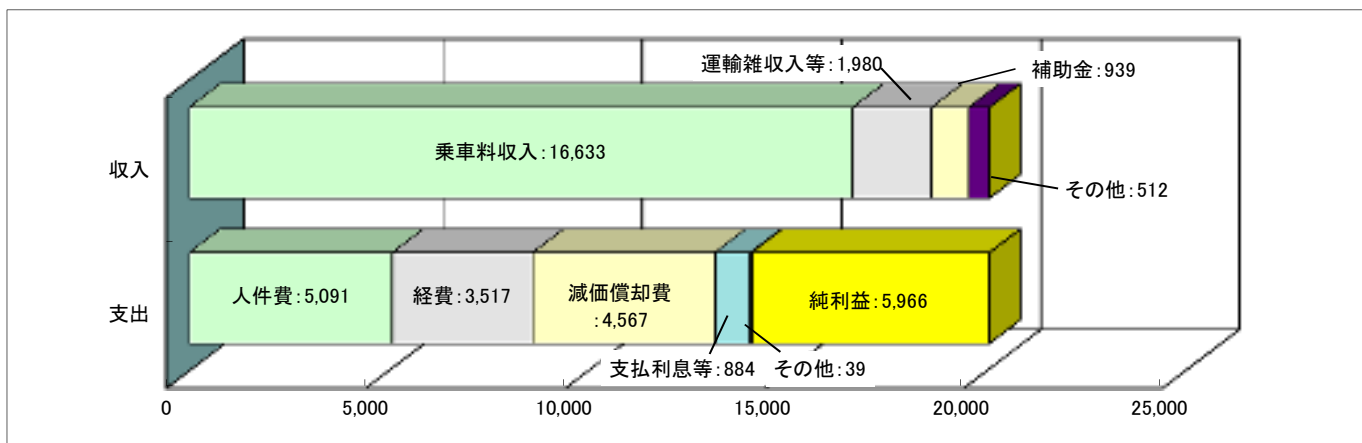 運輸雑収入等:1,980
補助金:939
収入
乗車料収入:16,633
その他:512
支出
人件費:5,091
経費:3,517
減価償却費
:4,567
純利益:5,966
支払利息等:884
その他:39
0
5,000
10,000
15,000
20,000
25,000